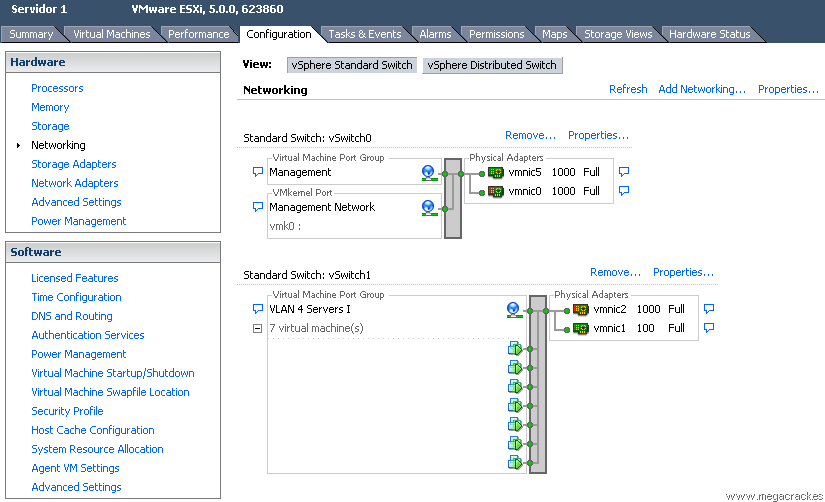 Servidor 1 VMware ESXi, 5.0.0, 623860
Summary Virtual Machines Performance Configuration Tasks & Events Alarms Permissions Maps Storage Views Hardware Status
Hardware
Processors
Memory
Storage
Networking
Storage Adapters
Network Adapters
Advanced Settings
Power Management
Software
Licensed Features
Time Configuration
DNS and Routing
Authentication Services
Power Management
Virtual Machine Startup/Shutdown
Virtual Machine Swapfile Location
Security Profile
Host Cache Configuration
System Resource Allocation
Agent VM Settings
Advanced Settings
View: vSphere Standard Switch vSphere Distributed Switch
Networking Refresh Add Networking... Properties...
Standard Switch: vSwitch0 Remove... Properties...
Virtual Machine Port Group
Management
VMkernel Port
Management Network
vmk0 :
Physical Adapters
vmnic5 1000 Full
vmnic0 1000 Full
Standard Switch: vSwitch1 Remove... Properties...
Virtual Machine Port Group
VLAN 4 Servers I
7 virtual machine(s)
Physical Adapters
vmnic2 1000 Full
vmnic1 100 Full
www.megacrack.es